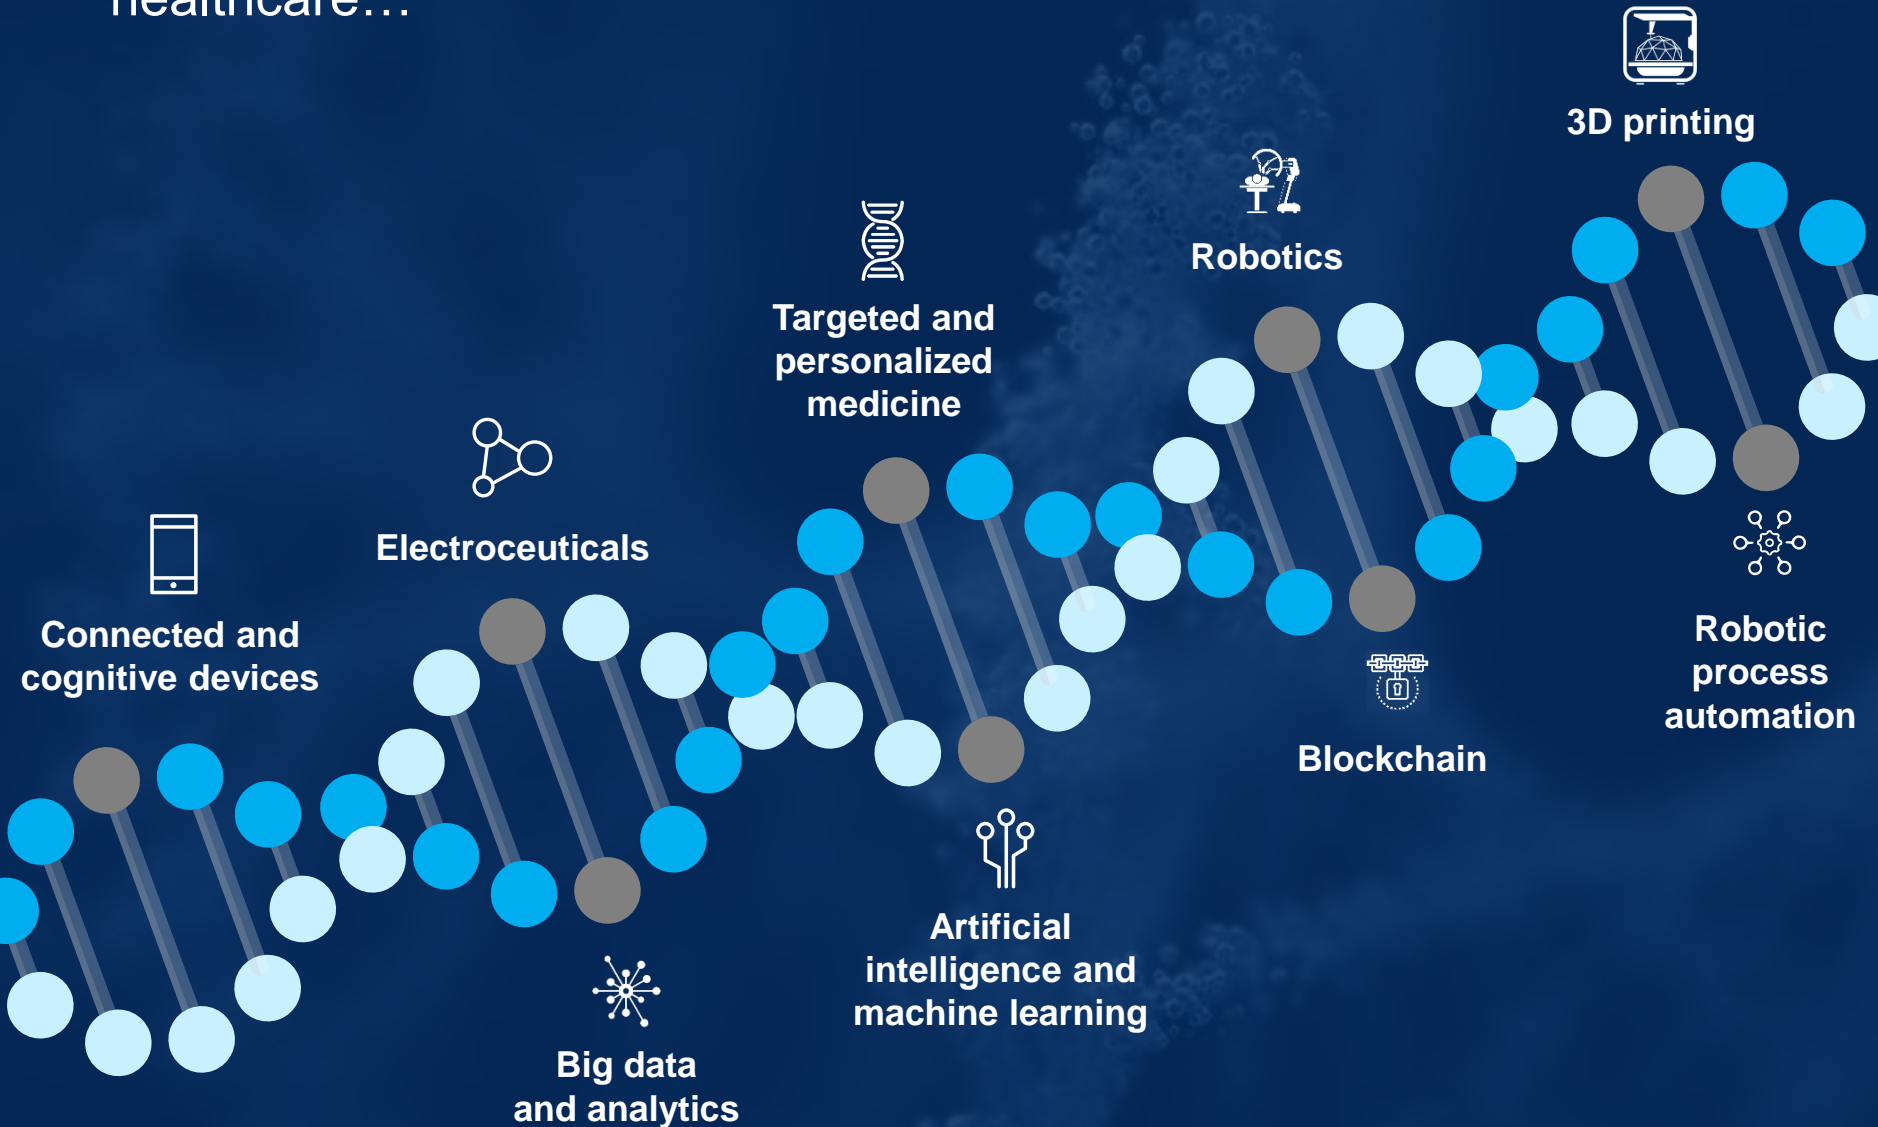 healthcare…
3D printing
Robotics
Targeted and
personalized
medicine
Electroceuticals
Connected and
cognitive devices
Robotic
process
automation
Blockchain
Artificial
intelligence and
machine learning
Big data
and analytics